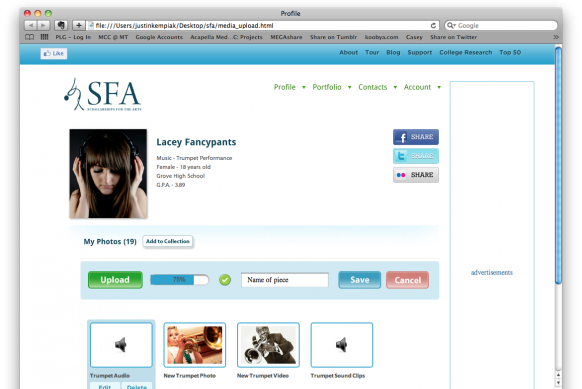 Profile
file:///Users/justinkempiak/Desktop/sfa/media_upload.html
Google
PLG - Log In MCC @ MT Google Accounts Acapella Med...C: Projects MEGAshare Share on Tumblr koobya.com Casey Share on Twitter
Like
About Tour Blog Support College Research Top 50
SFA
SCHOLARSHIPS FOR THE ARTS
Profile Portfolio Contacts Account
Lacey Fancypants
Music - Trumpet Performance
Female - 18 years old
Grove High School
G.P.A. - 3.89
SHARE
SHARE
SHARE
My Photos (19) Add to Collection
Upload 75% Name of piece Save Cancel
advertisements
Trumpet Audio New Trumpet Photo New Trumpet Video Trumpet Sound Clips
Edit Delete